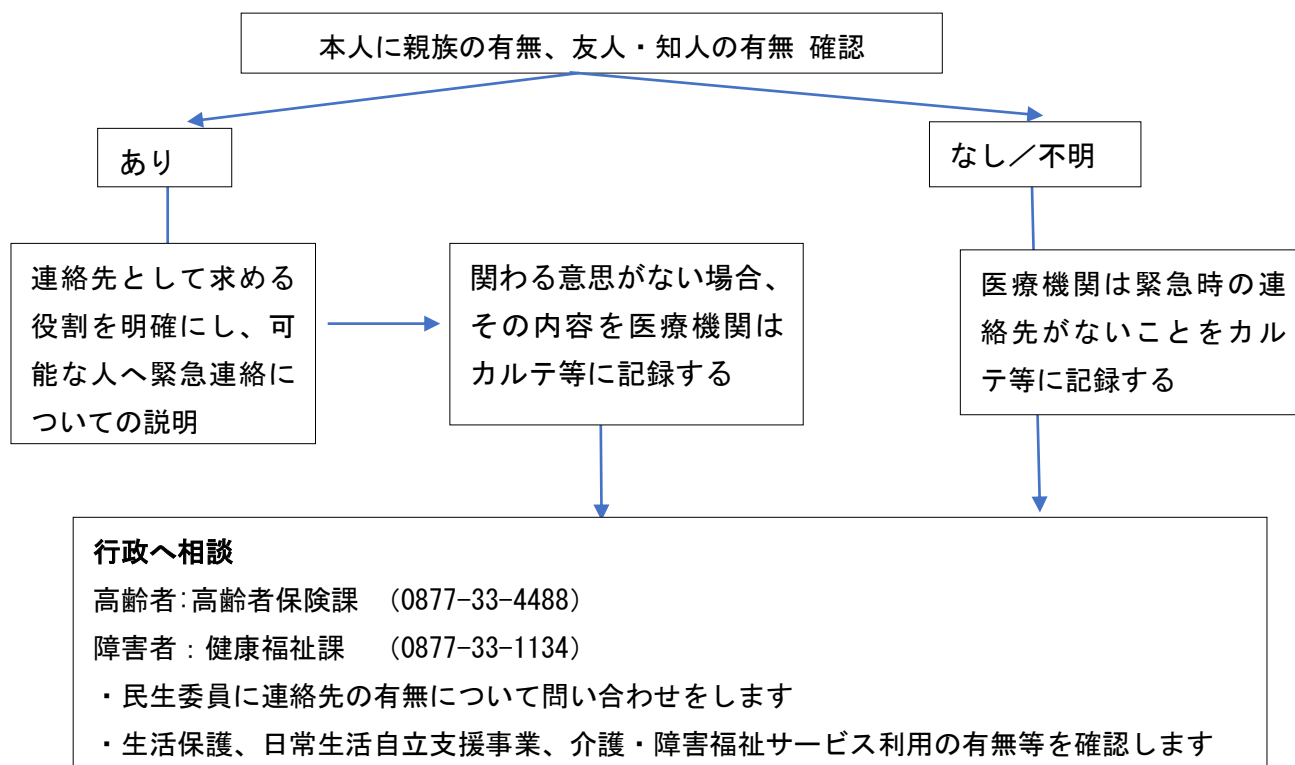 本人に親族の有無、友人・知人の有無 確認
あり
なし／不明
連絡先として求める
役割を明確にし、可
能な人へ緊急連絡に
ついての説明
関わる意思がない場合、
その内容を医療機関は
カルテ等に記録する
医療機関は緊急時の連
絡先がないことをカル
テ等に記録する
行政へ相談
高齢者：高齢者保険課　（0877-33-4488）
障害者：健康福祉課　（0877-33-1134）
・民生委員に連絡先の有無について問い合わせをします
・生活保護、日常生活自立支援事業、介護・障害福祉サービス利用の有無等を確認します